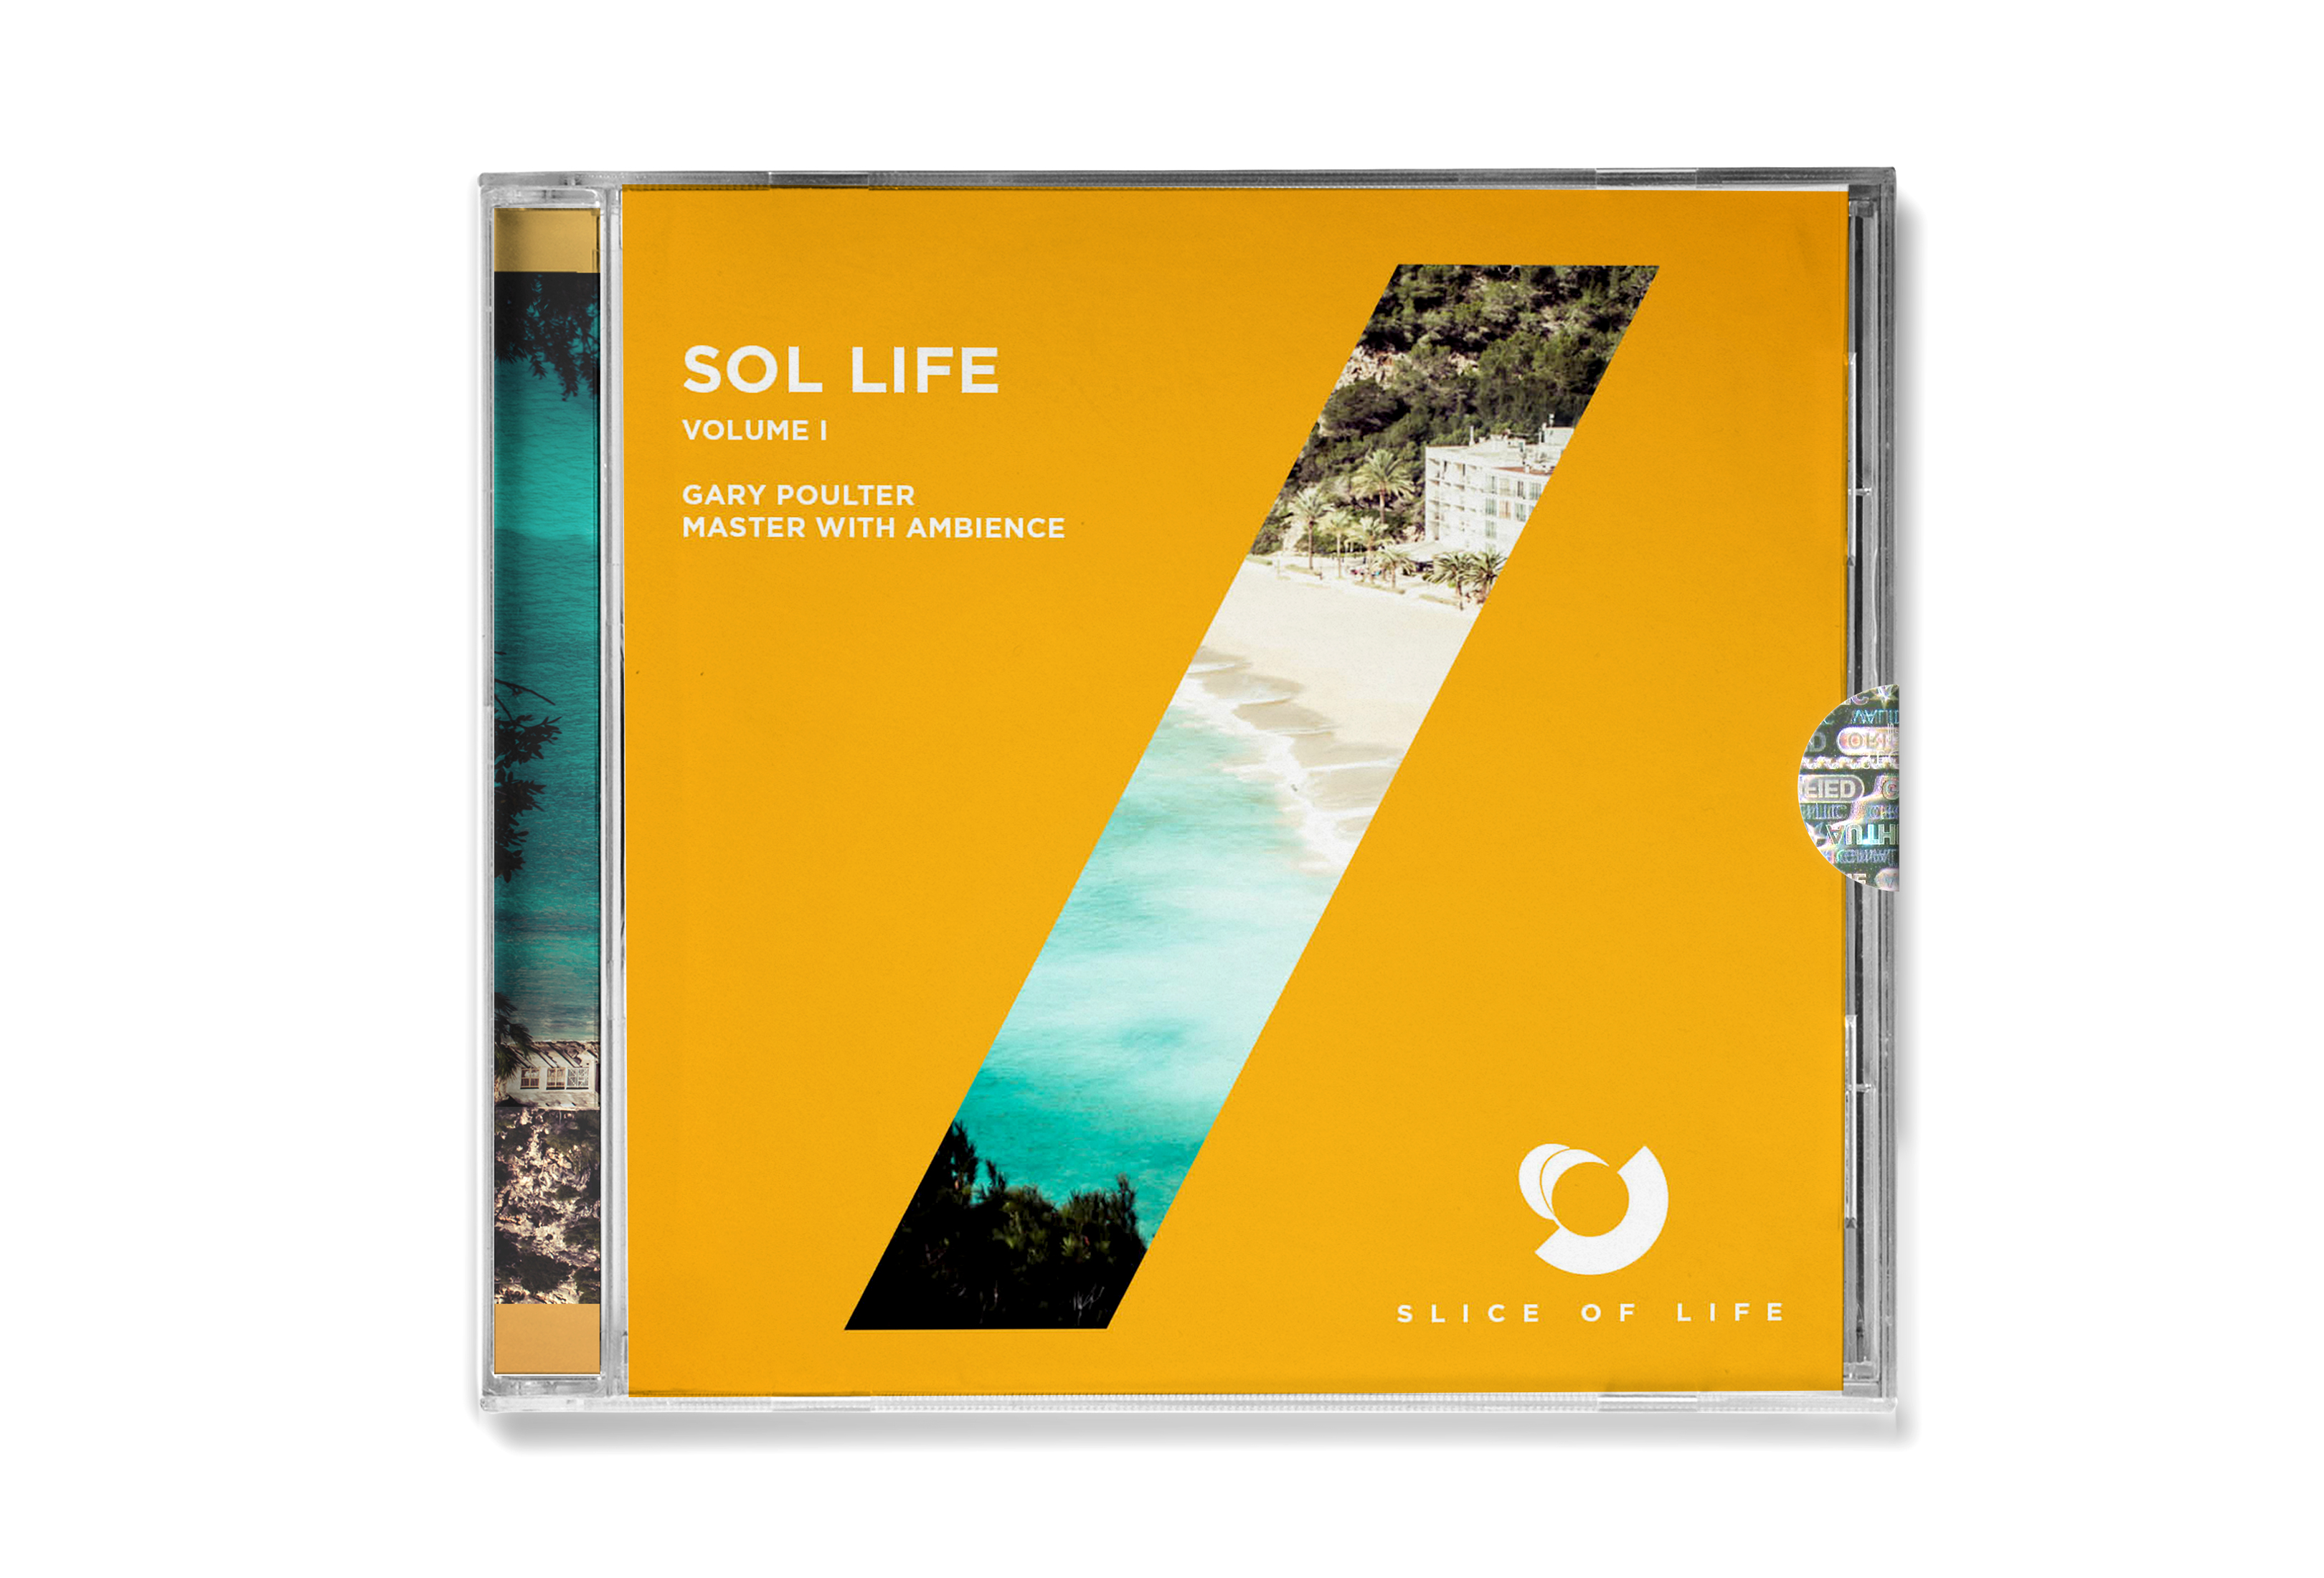 SOL LIFE
VOLUME I
GARY POULTER
MASTER WITH AMBIENCE
SLICE OF LIFE